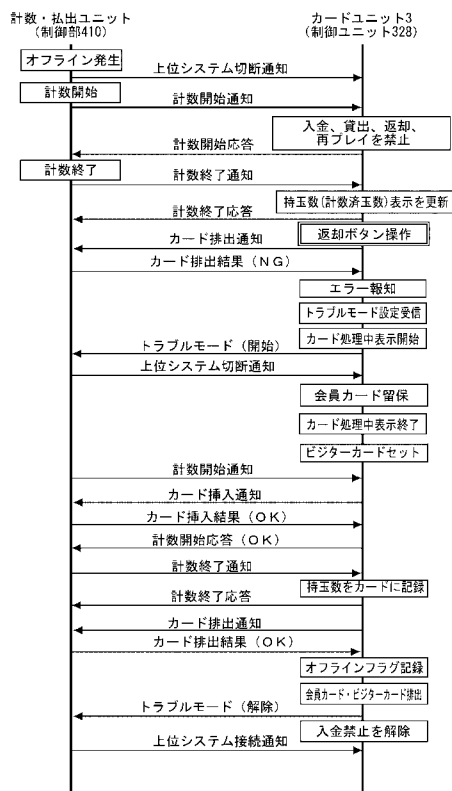 計数・払出ユニット
(制御部410)
カードユニット3
(制御ユニット328)
オフライン発生
上位システム切断通知
計数開始
計数開始通知
入金、貸出、返却、
再プレイを禁止
計数開始応答
計数終了
計数終了通知
持玉数(計数済玉数)表示を更新
計数終了応答
返却ボタン操作
カード排出通知
カード排出結果(NG)
エラー報知
トラブルモード設定受信
カード処理中表示開始
トラブルモード(開始)
上位システム切断通知
会員カード留保
カード処理中表示終了
ビジターカードセット
計数開始通知
カード挿入通知
カード挿入結果(OK)
計数開始応答(OK)
計数終了通知
持玉数をカードに記録
計数終了応答
カード排出通知
カード排出結果(OK)
オフラインフラグ記録
会員カード・ビジターカード排出
トラブルモード(解除)
入金禁止を解除
上位システム接続通知